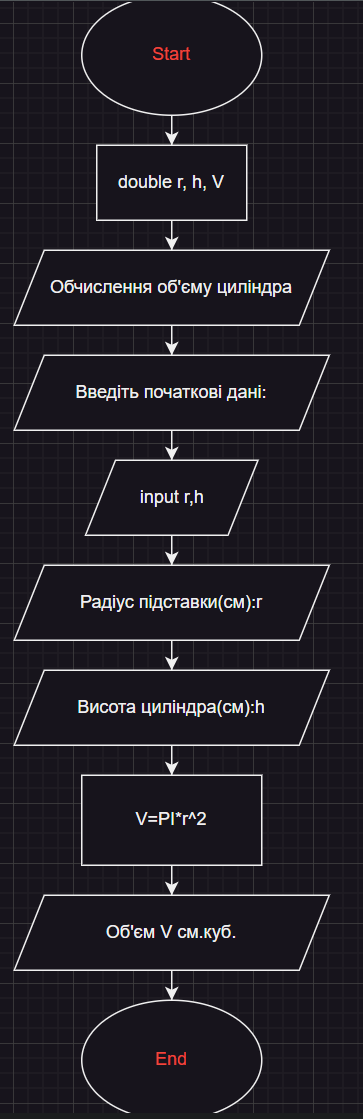 Start
double r, h, V
Обчислення об'єму циліндра
Введіть початкові дані:
input r,h
Радіус підставки(см):r
Висота циліндра(см):h
V=PI*r^2
Об'єм V см.куб.
End